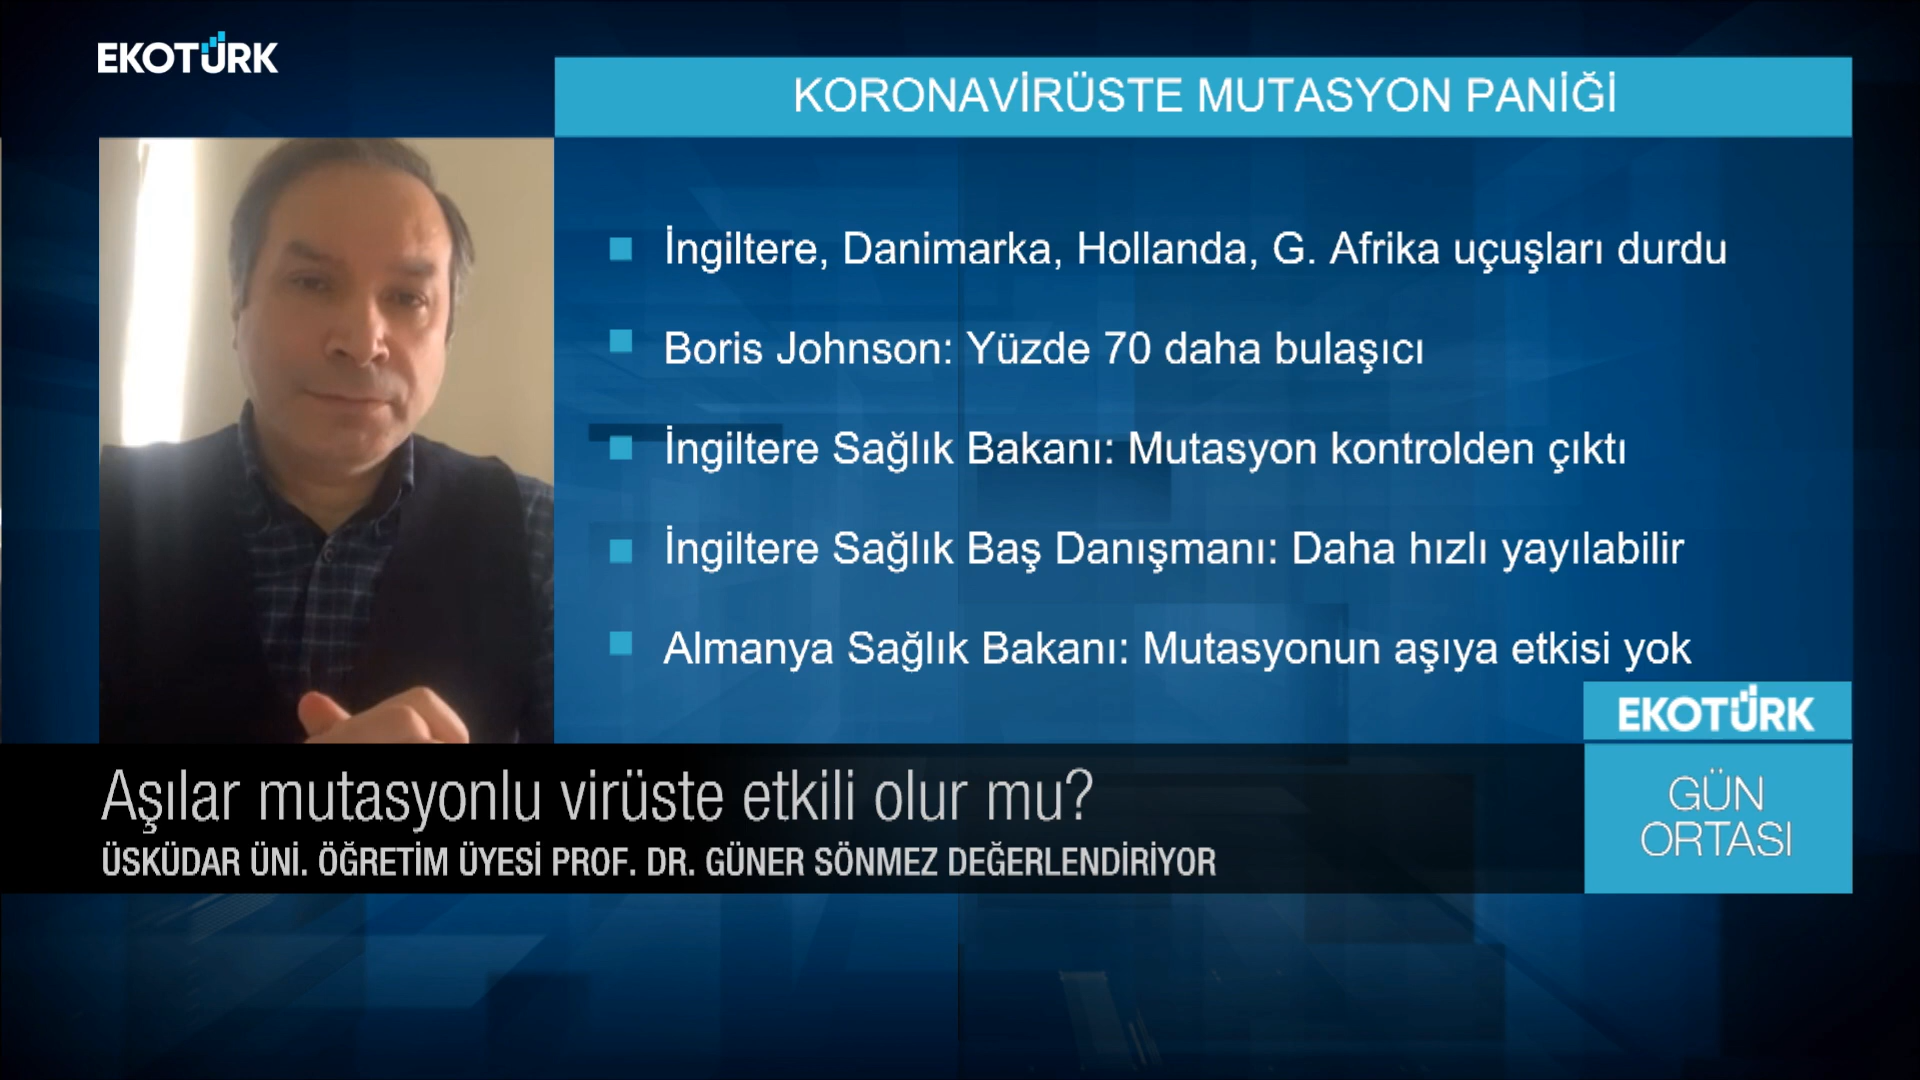 EKOTÜRK
KORONAVİRÜSTE MUTASYON PANİĞİ
İngiltere, Danimarka, Hollanda, G. Afrika uçuşları durdu
Boris Johnson: Yüzde 70 daha bulaşıcı
İngiltere Sağlık Bakanı: Mutasyon kontrolden çıktı
İngiltere Sağlık Baş Danışmanı: Daha hızlı yayılabilir
Almanya Sağlık Bakanı: Mutasyonun aşıya etkisi yok
EKOTÜRK
GÜN
ORTASI
Aşılar mutasyonlu virüste etkili olur mu?
ÜSKÜDAR ÜNİ. ÖĞRETİM ÜYESİ PROF. DR. GÜNER SÖNMEZ DEĞERLENDİRİYOR